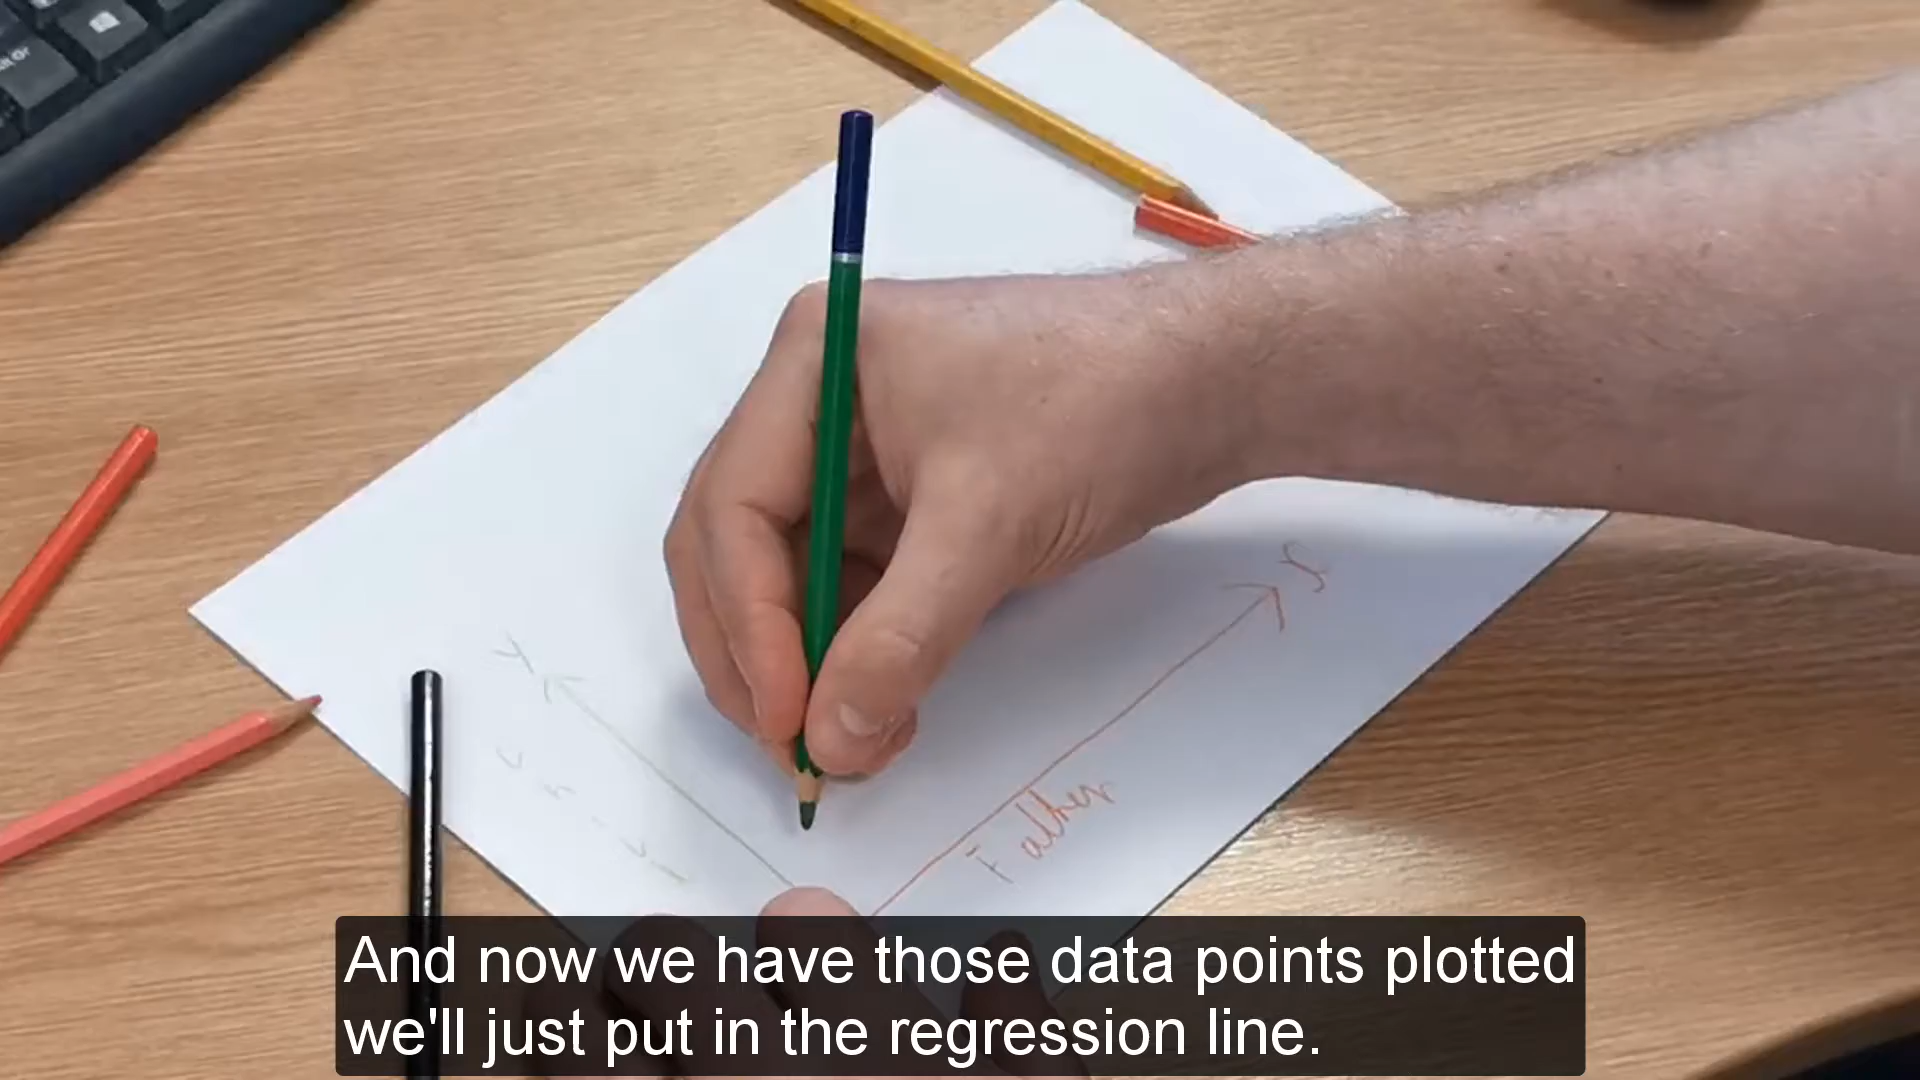 Y
Father
And now we have those data points plotted
we'll just put in the regression line.